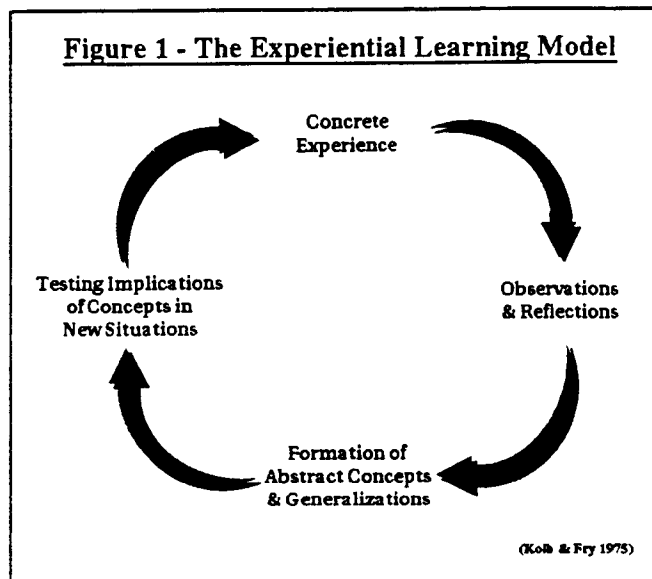 Figure 1 - The Experiential Learning Model
Concrete
Experience
Testing Implications
of Concepts in
New Situations
Observations
& Reflections
Formation of
Abstract Concepts
& Generalizations
(Kolb & Fry 1975)